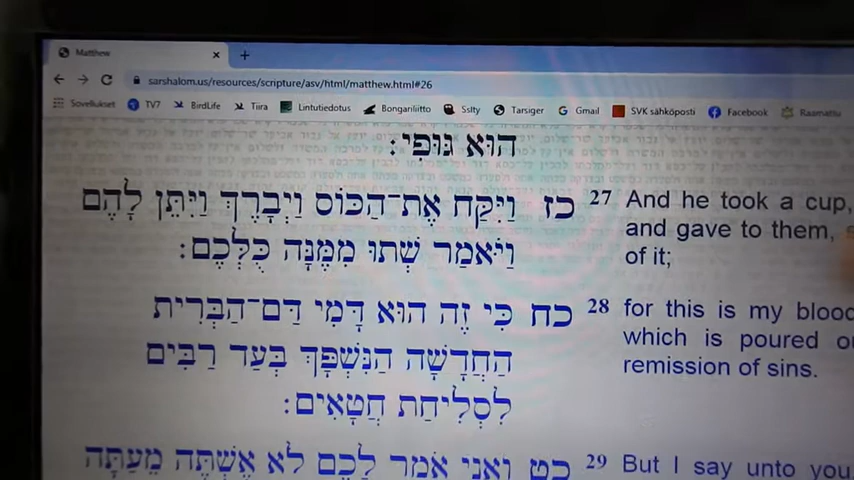 Matthew
sarshalom.us/resources/scripture/asv/html/matthew.html#26
Sovellukset TV7 BirdLife Tiira Lintutiedotus Bongariliitto Sslty Tarsiger Gmail SVK sähköposti Facebook Raamattu
הוּא גּוּפִי׃
כז וַיִּקַּח אֶת־הַכּוֹס וַיְבָרֶךְ וַיִּתֵּן לָהֶם
וַיֹּאמַר שְׁתוּ מִמֶּנָּה כֻּלְּכֶם׃
27 And he took a cup,
and gave to them,
of it;
כח כִּי זֶה הוּא דָּמִי דַּם־הַבְּרִית
הַחֲדָשָׁה הַנִּשְׁפָּךְ בְּעַד רַבִּים
לִסְלִיחַת חֲטָאִים׃
28 for this is my blood
which is poured
remission of sins.
כט וַאֲנִי אֹמֵר לָכֶם לֹא אֶשְׁתֶּה מֵעַתָּה
29 But I say unto you